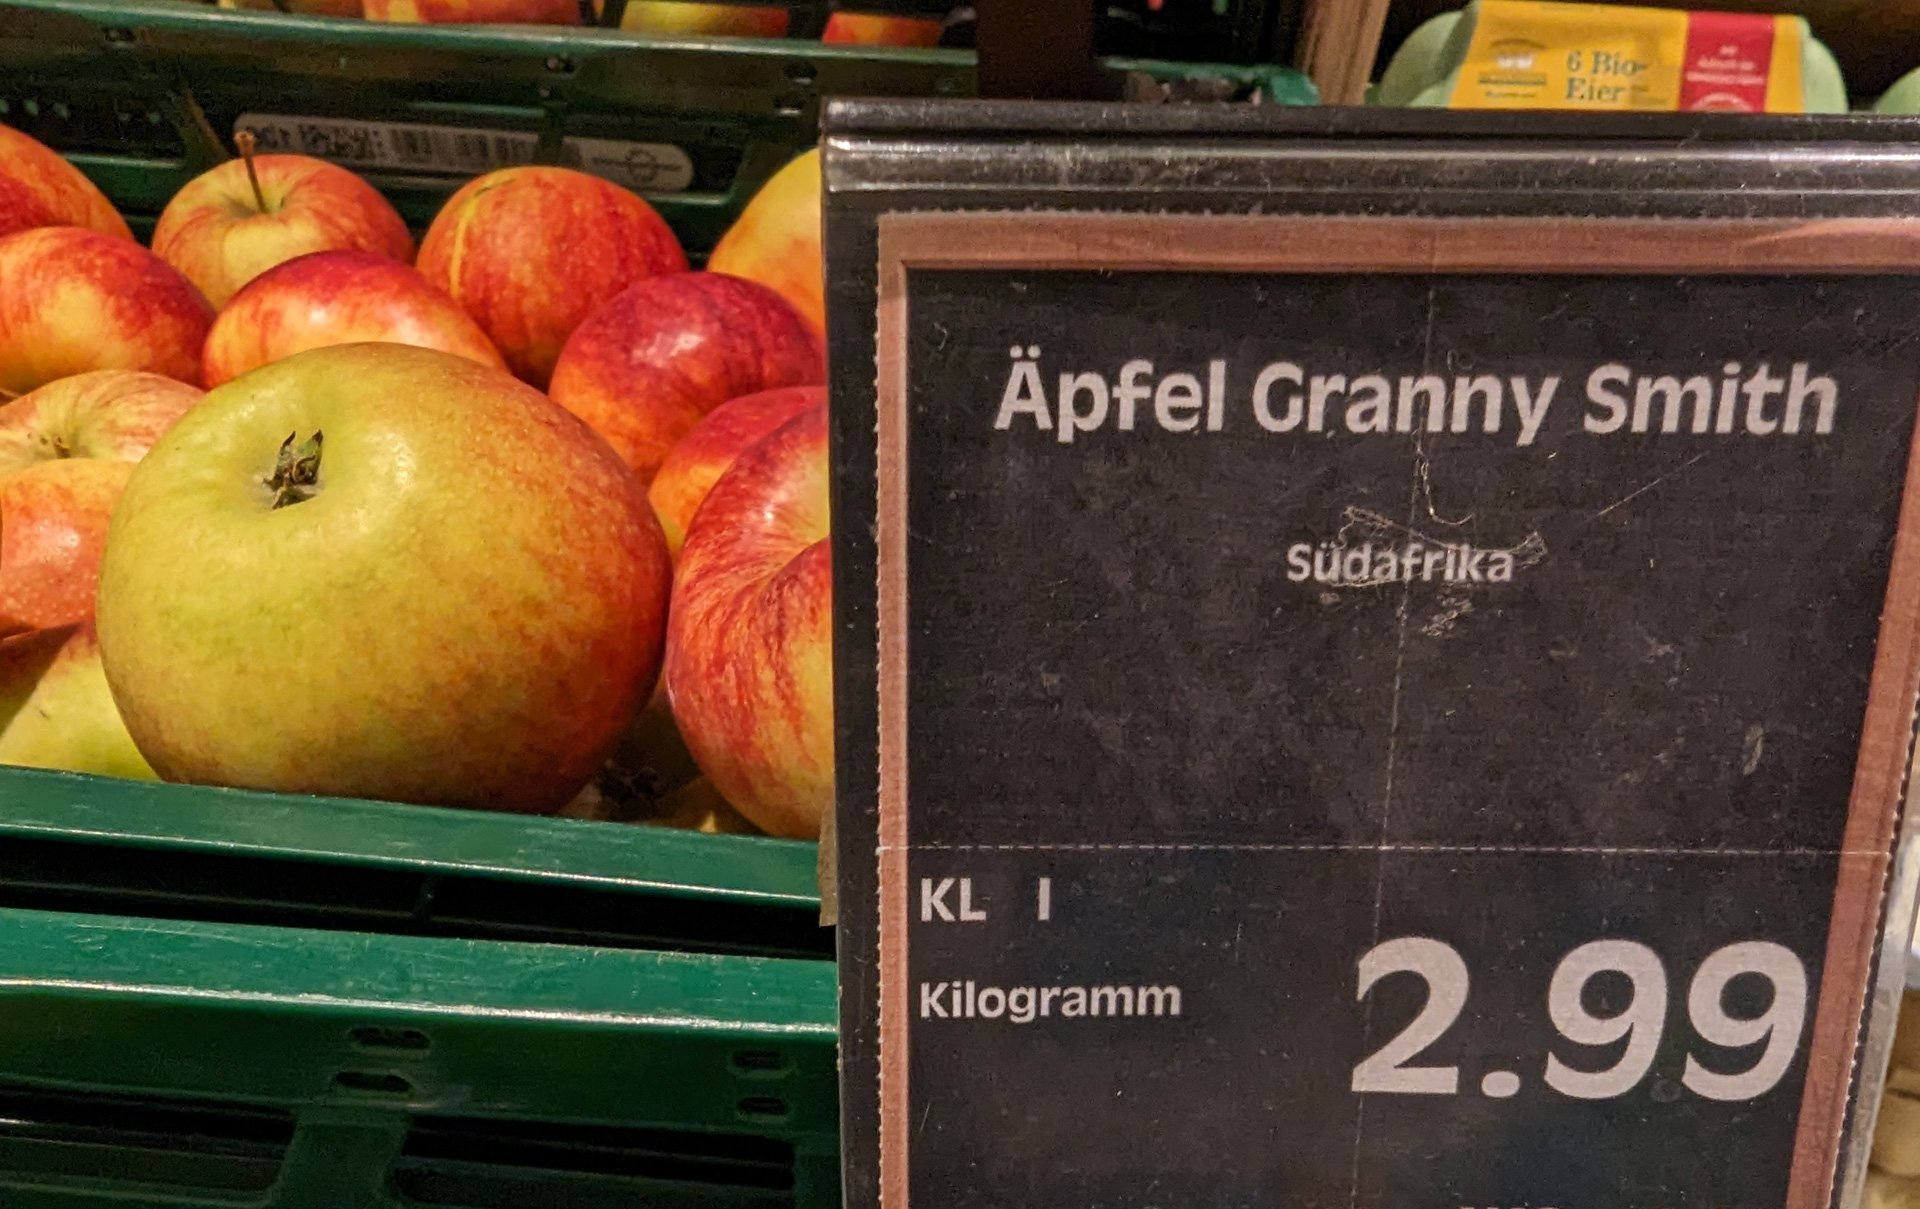 6 Bio-
Eier
Äpfel Granny Smith
Südafrika
KL I
Kilogramm
2.99